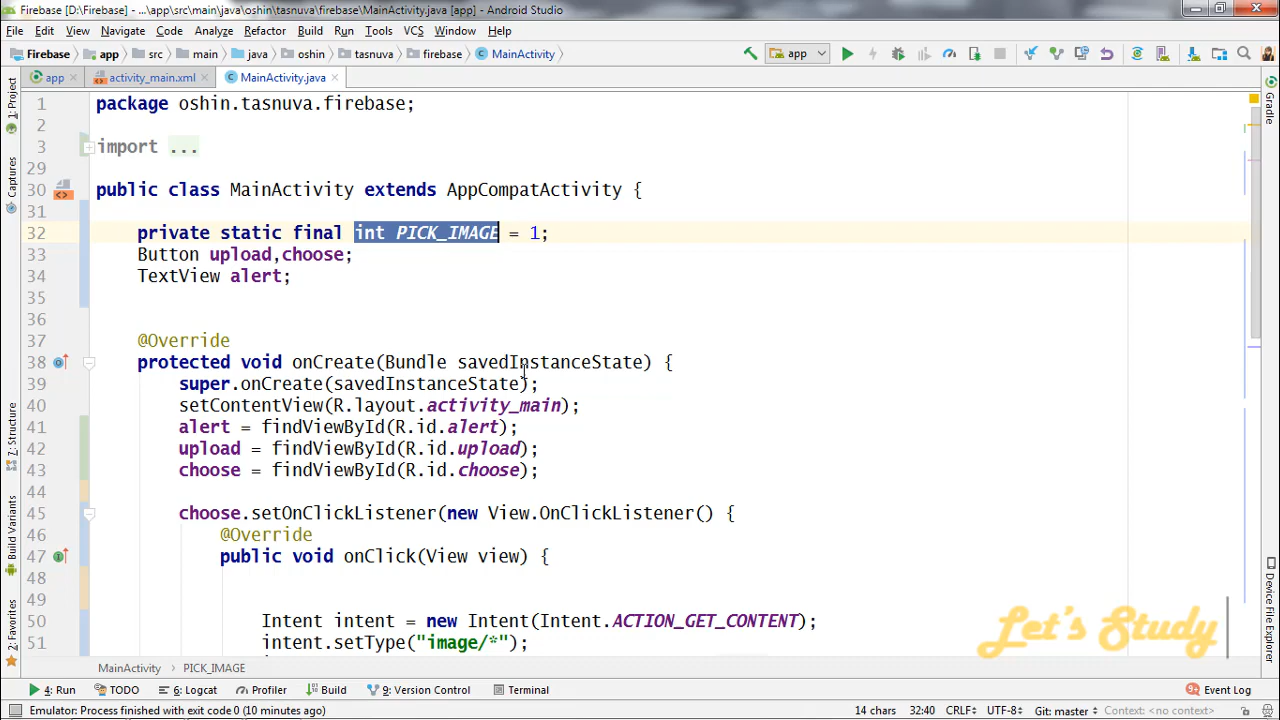 Firebase [D:\Firebase] - ...\app\src\main\java\oshin\tasnuva\firebase\MainActivity.java [app] - Android Studio
File Edit View Navigate Code Analyze Refactor Build Run Tools VCS Window Help
Firebase app src main java oshin tasnuva firebase MainActivity app
app activity_main.xml MainActivity.java
1 package oshin.tasnuva.firebase;
2
3 import ...
29
30 public class MainActivity extends AppCompatActivity {
31
32 private static final int PICK_IMAGE = 1;
33 Button upload,choose;
34 TextView alert;
35
36
37 @Override
38 protected void onCreate(Bundle savedInstanceState) {
39 super.onCreate(savedInstanceState);
40 setContentView(R.layout.activity_main);
41 alert = findViewById(R.id.alert);
42 upload = findViewById(R.id.upload);
43 choose = findViewById(R.id.choose);
44
45 choose.setOnClickListener(new View.OnClickListener() {
46 @Override
47 public void onClick(View view) {
48
49
50 Intent intent = new Intent(Intent.ACTION_GET_CONTENT);
51 intent.setType("image/*");
1: Project
Captures
7: Structure
Build Variants
2: Favorites
Gradle
Device File Explorer
Let's Study
MainActivity PICK_IMAGE
4: Run TODO 6: Logcat Profiler Build 9: Version Control Terminal 9+ Event Log
Emulator: Process finished with exit code 0 (10 minutes ago) 14 chars 32:40 CRLF UTF-8 Git: master Context: <no context>